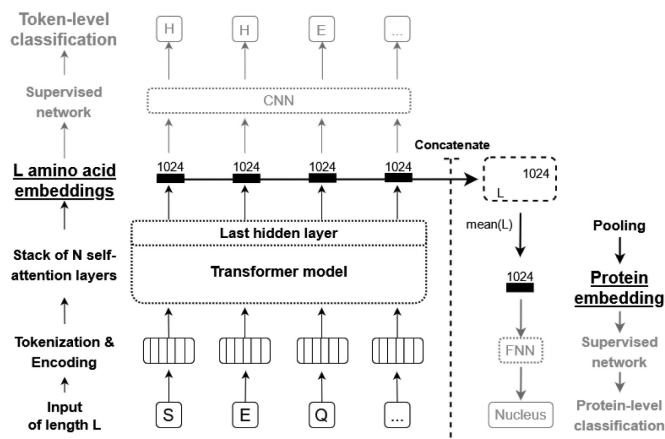 Token-level
classification
H H E ...
Supervised
network
CNN
Concatenate
L amino acid
embeddings
1024 1024 1024 1024
1024
L
Last hidden layer
mean(L)
Pooling
Stack of N self-
attention layers
Transformer model
1024
Protein
embedding
Tokenization &
Encoding
FNN
Supervised
network
Input
of length L
S E Q ...
Nucleus
Protein-level
classification